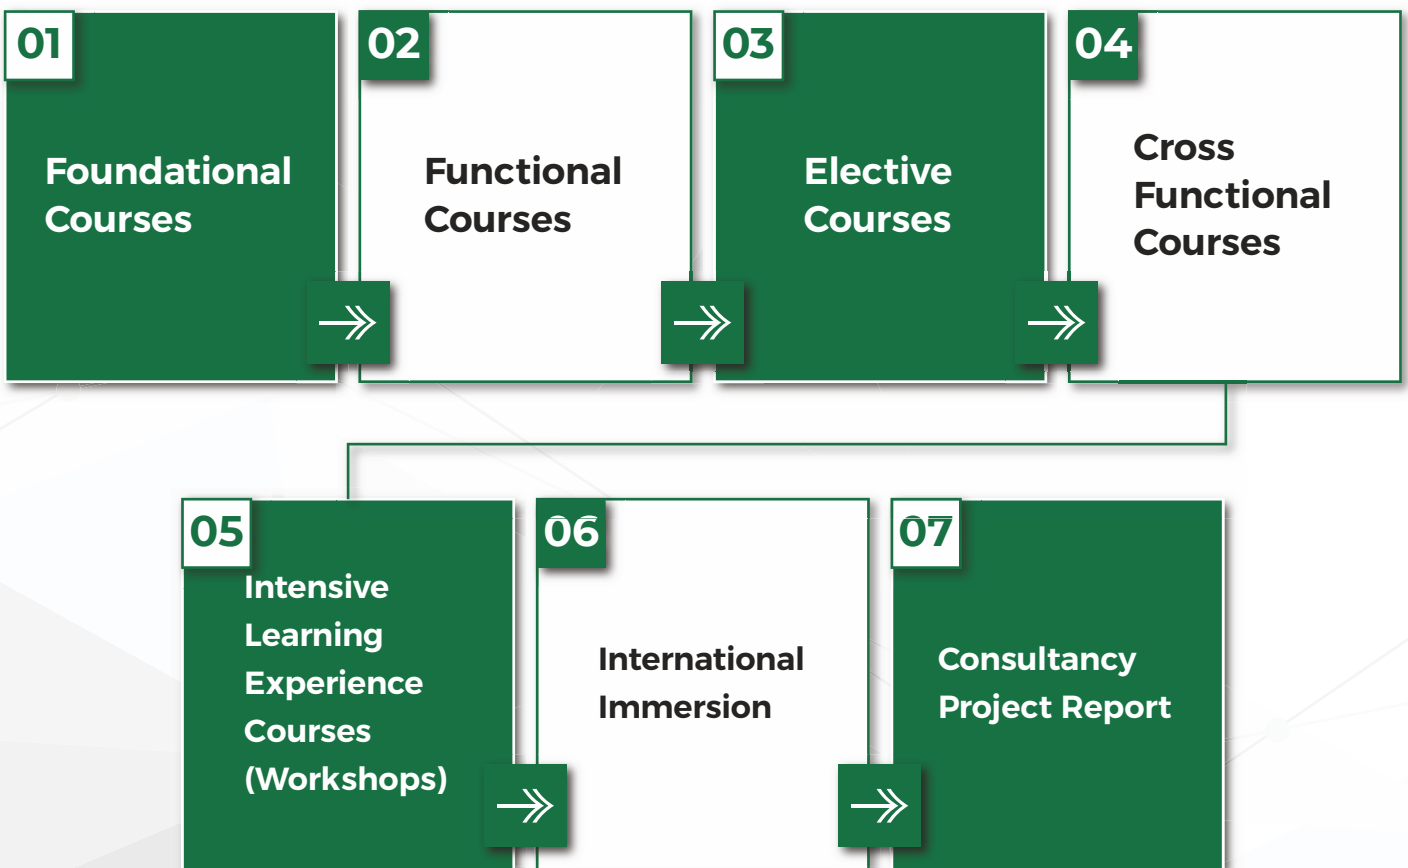 01
Foundational
Courses
02
Functional
Courses
03
Elective
Courses
04
Cross
Functional
Courses
05
Intensive
Learning
Experience
Courses
(Workshops)
06
International
Immersion
07
Consultancy
Project Report